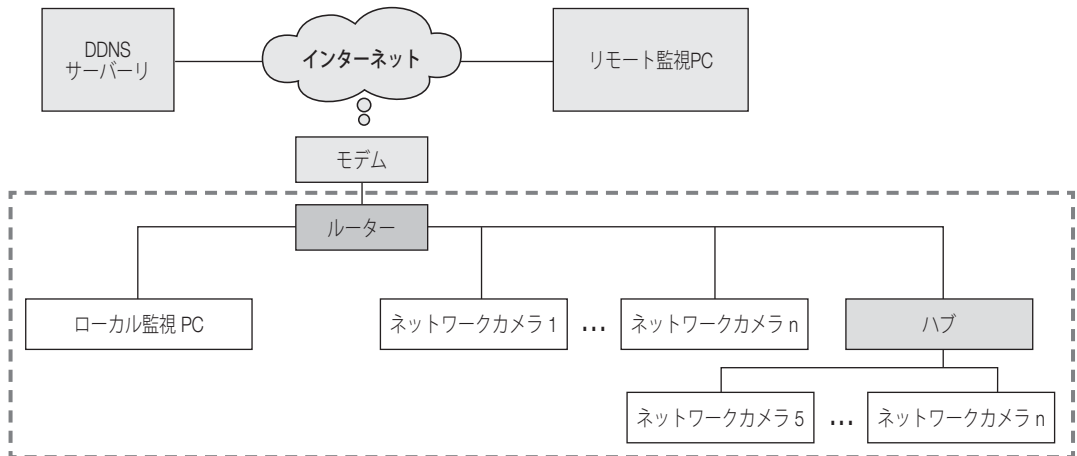 DDNS
サーバーリ
インターネット
リモート監視PC
モデム
ルーター
ローカル監視 PC
ネットワークカメラ 1
...
ネットワークカメラ n
ハブ
ネットワークカメラ 5
...
ネットワークカメラ n